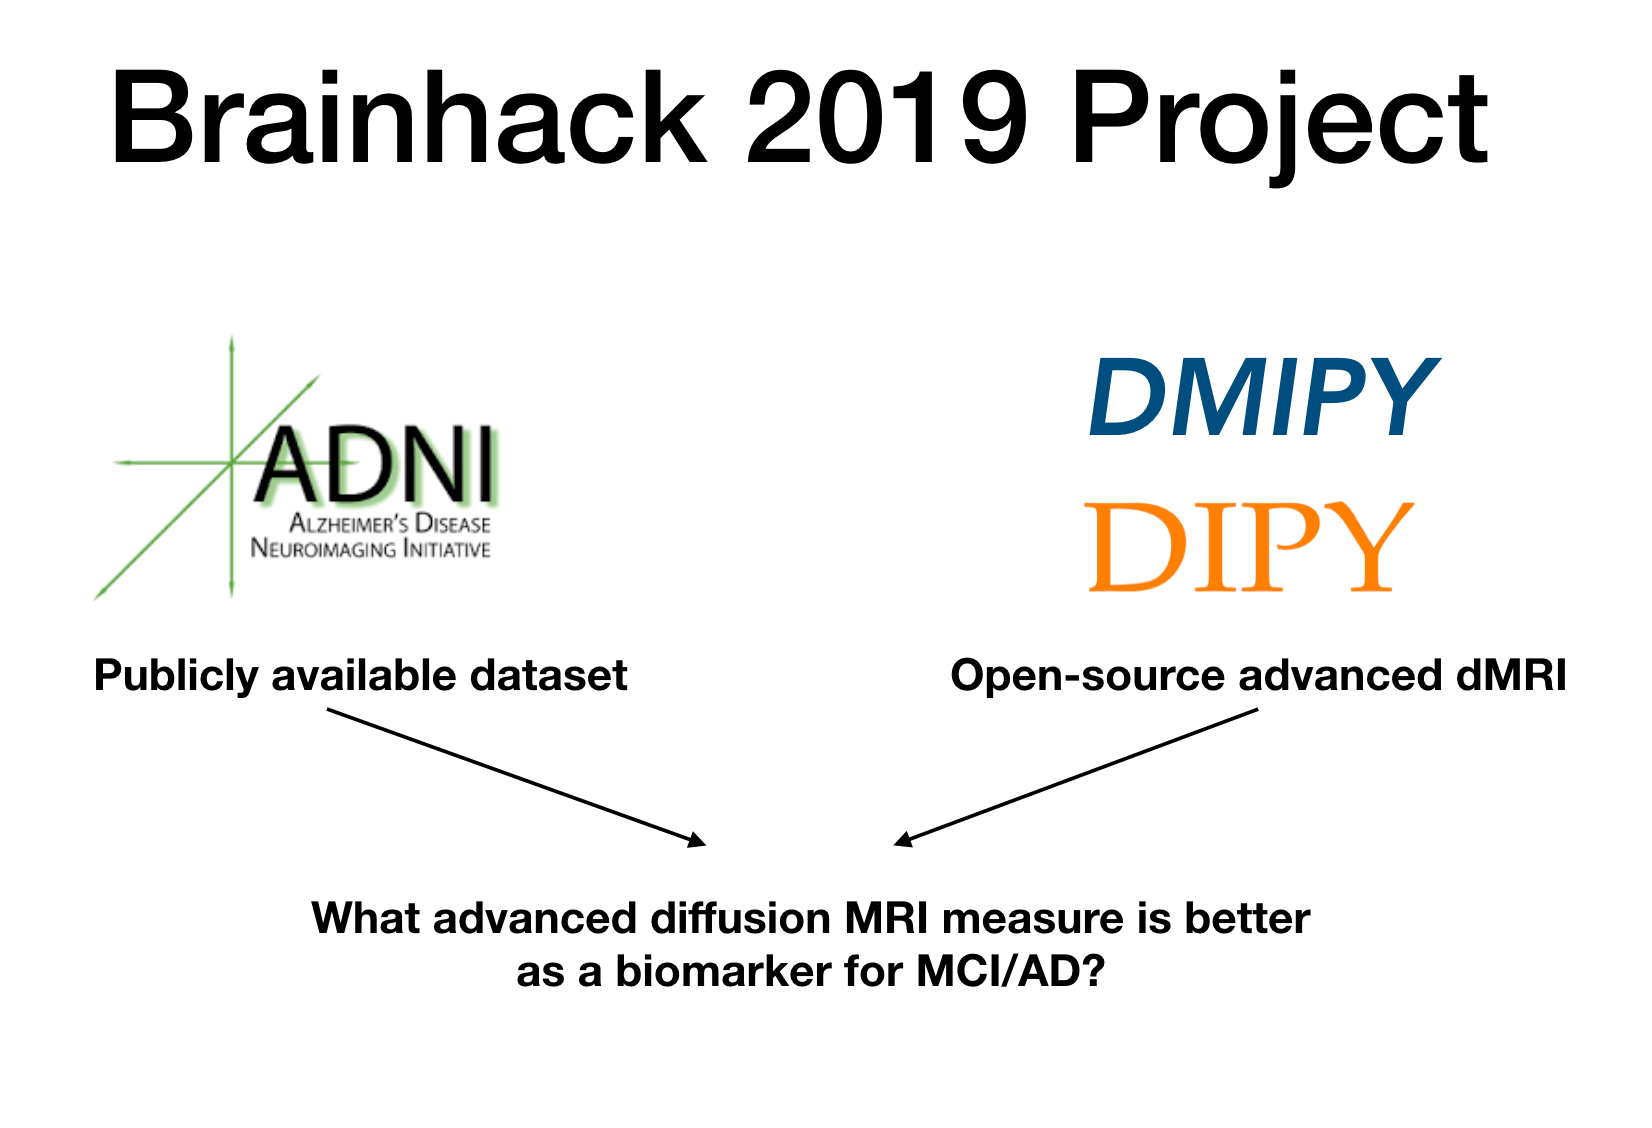 Brainhack 2019 Project
ADNI
ALZHEIMER'S DISEASE
NEUROIMAGING INITIATIVE
DMIPY
DIPY
Publicly available dataset
Open-source advanced dMRI
What advanced diffusion MRI measure is better
as a biomarker for MCI/AD?